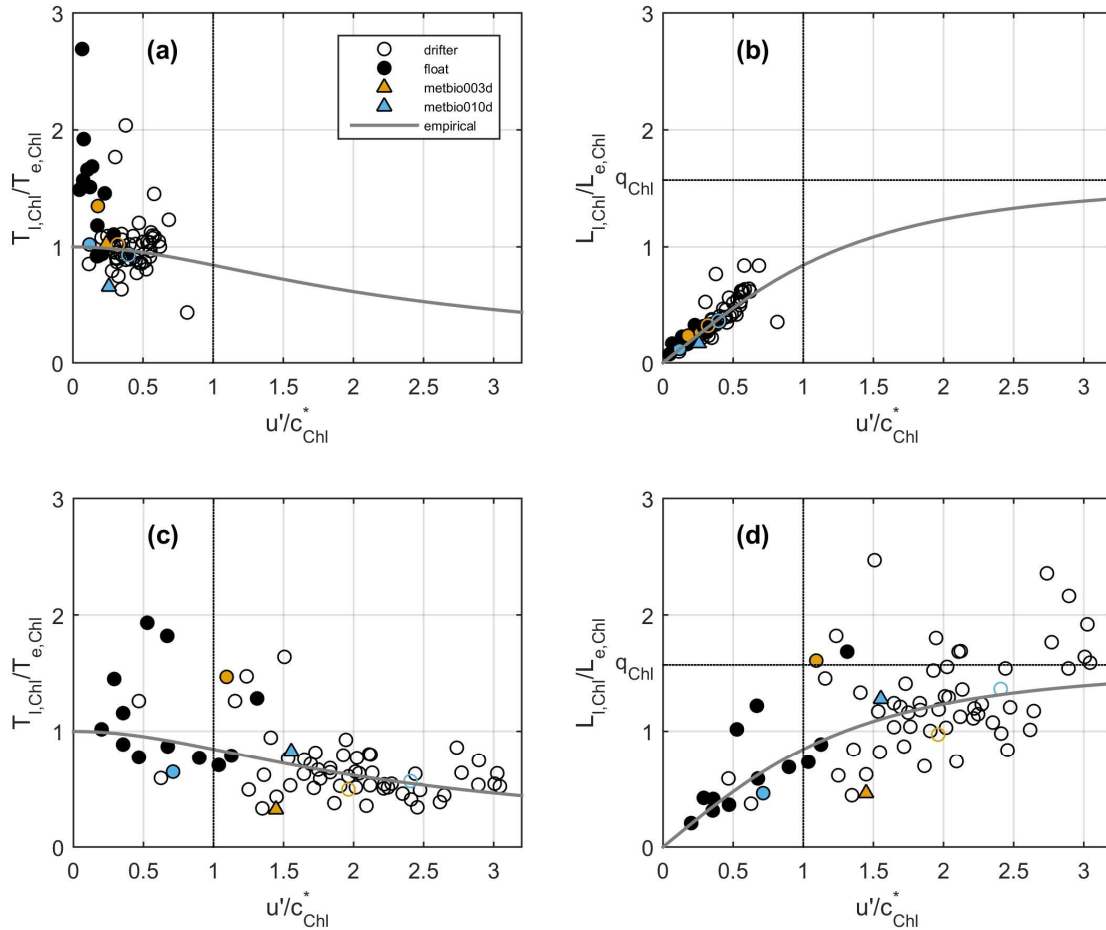 3
2
1
0
(a)
drifter
float
metbio003d
metbio010d
empirical
T_{l,Chl}/T_{e,Chl}
0 0.5 1 1.5 2 2.5 3
u'/c^*_{Chl}
3
2
q_{Chl}
1
0
(b)
L_{l,Chl}/L_{e,Chl}
0 0.5 1 1.5 2 2.5 3
u'/c^*_{Chl}
3
2
1
0
(c)
T_{l,Chl}/T_{e,Chl}
0 0.5 1 1.5 2 2.5 3
u'/c^*_{Chl}
3
2
q_{Chl}
1
0
(d)
L_{l,Chl}/L_{e,Chl}
0 0.5 1 1.5 2 2.5 3
u'/c^*_{Chl}